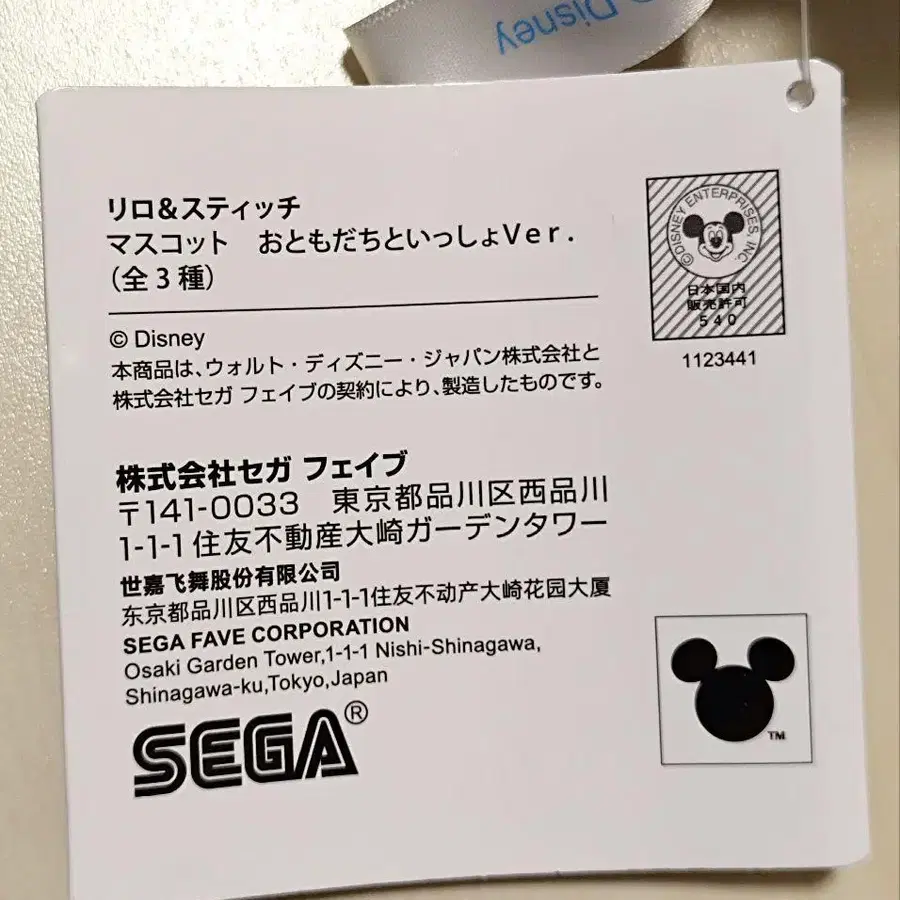 © Disney
リロ&スティッチ
マスコット おともだちといっしょVer.
(全3種)
© Disney
本商品は、ウォルト・ディズニー・ジャパン株式会社と
株式会社セガ フェイブの契約により、製造したものです。
©DISNEY ENTERPRISES, INC.
日本国内
販売許可
540
1123441
株式会社セガ フェイブ
〒141-0033 東京都品川区西品川
1-1-1 住友不動産大崎ガーデンタワー
世嘉飞舞股份有限公司
东京都品川区西品川1-1-1住友不动产大崎花园大厦
SEGA FAVE CORPORATION
Osaki Garden Tower,1-1-1 Nishi-Shinagawa,
Shinagawa-ku,Tokyo,Japan
SEGA®
TM